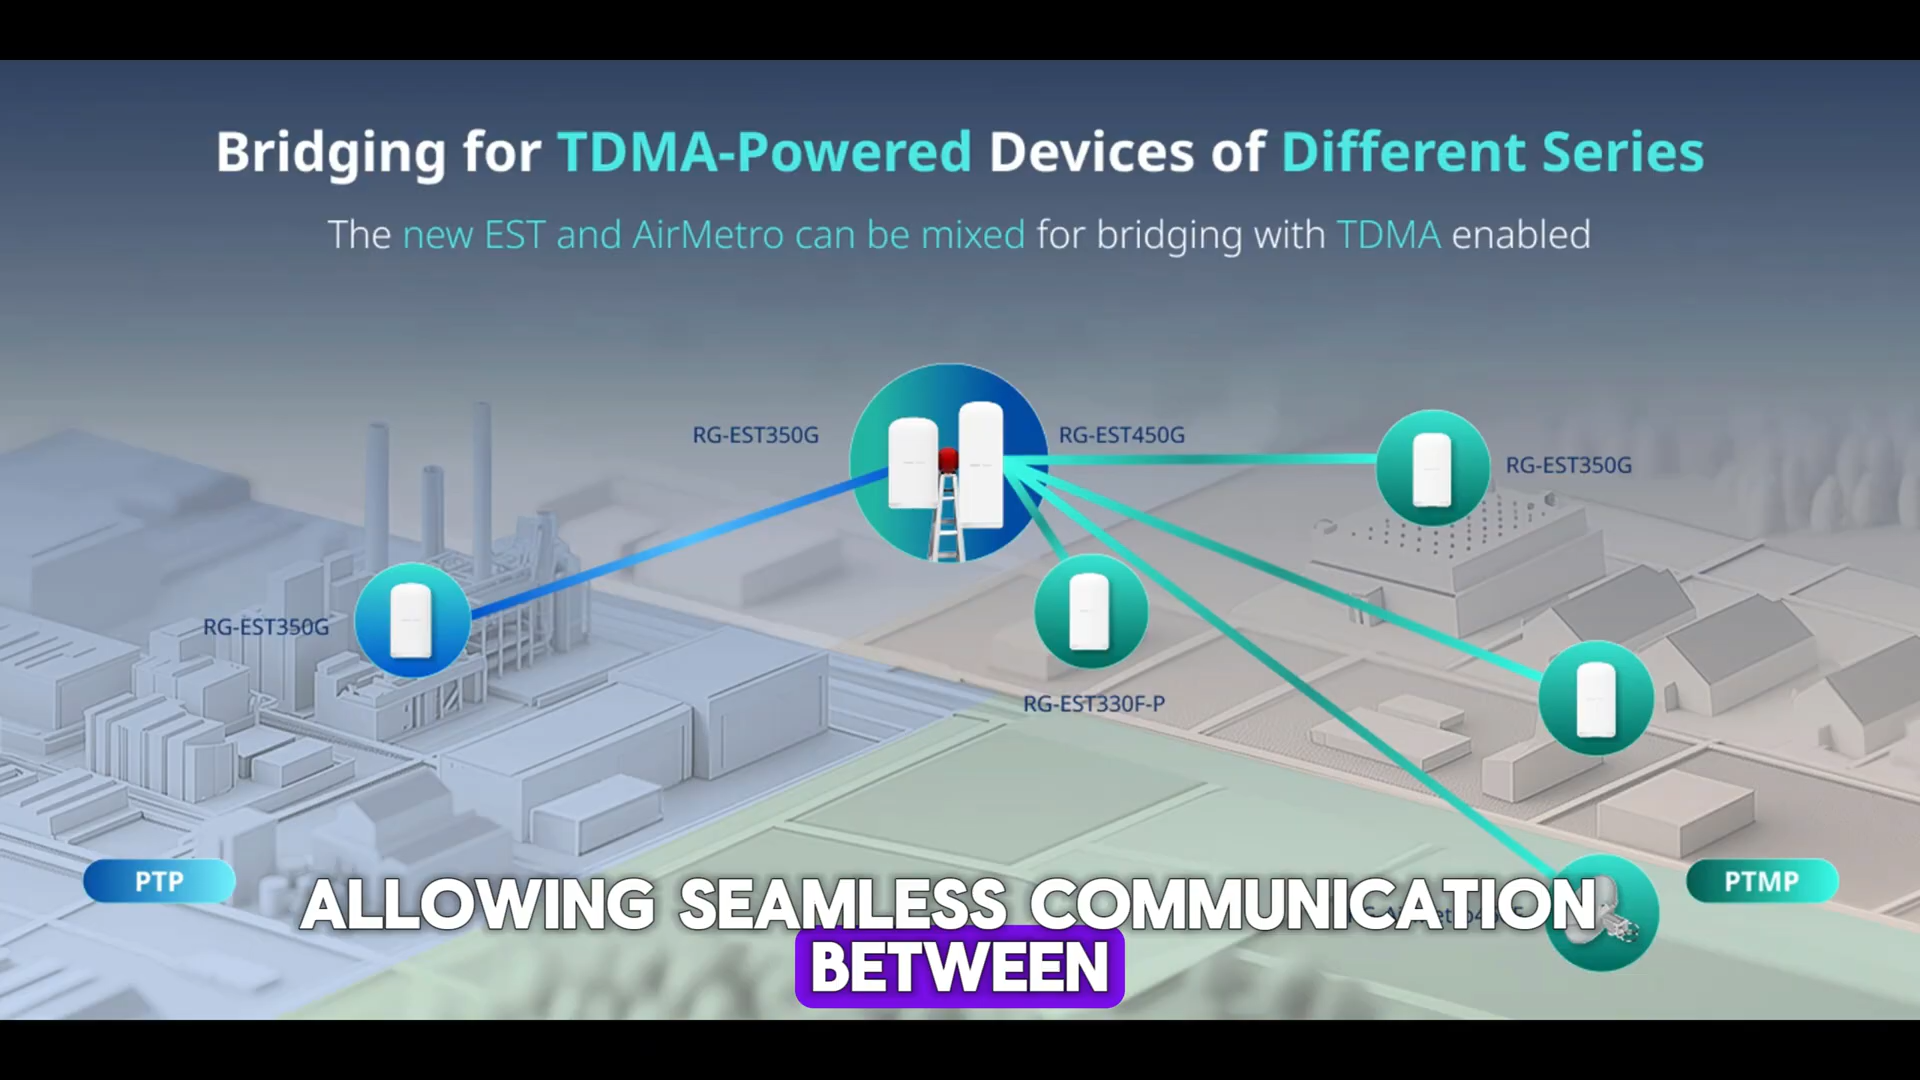 Bridging for TDMA-Powered Devices of Different Series
The new EST and AirMetro can be mixed for bridging with TDMA enabled
RG-EST350G
RG-EST450G
RG-EST350G
RG-EST350G
RG-EST330F-P
PTP
PTMP
ALLOWING SEAMLESS COMMUNICATION
BETWEEN